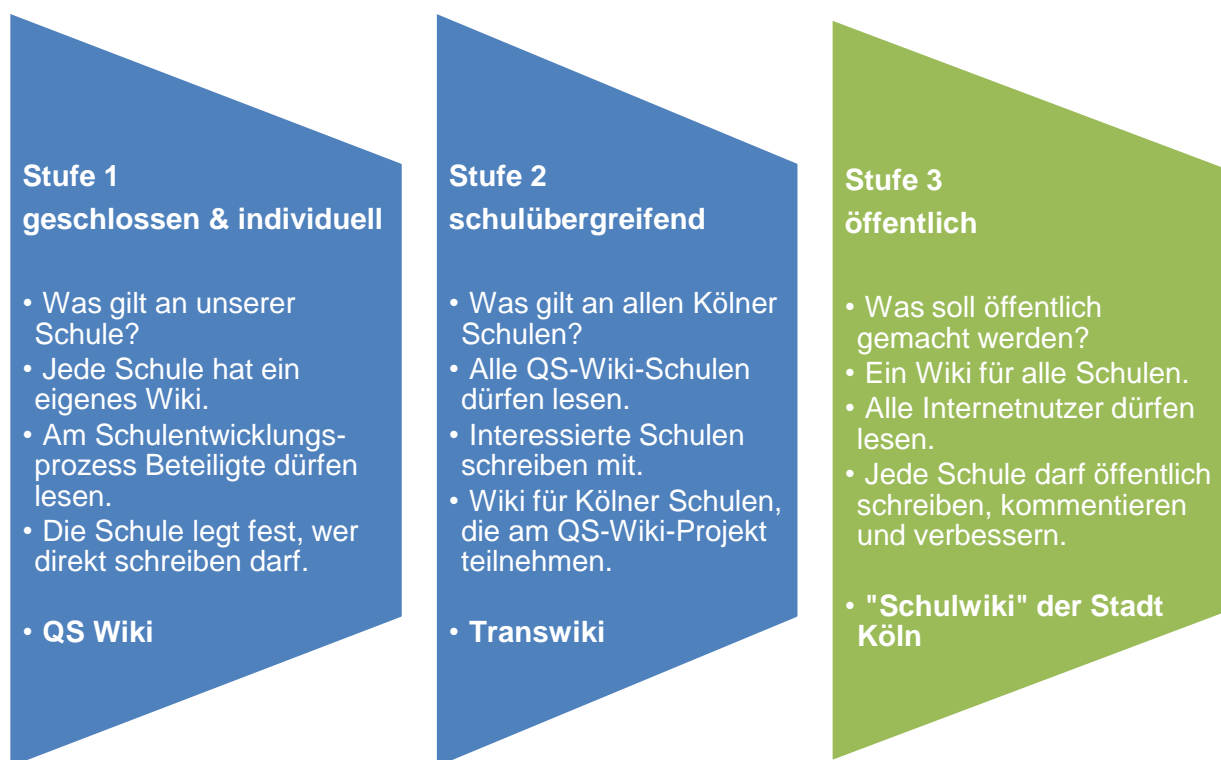 Stufe 1
geschlossen & individuell
• Was gilt an unserer
Schule?
• Jede Schule hat ein
eigenes Wiki.
• Am Schulentwicklungs-
prozess Beteiligte dürfen
lesen.
• Die Schule legt fest, wer
direkt schreiben darf.
• QS Wiki
Stufe 2
schulübergreifend
• Was gilt an allen Kölner
Schulen?
• Alle QS-Wiki-Schulen
dürfen lesen.
• Interessierte Schulen
schreiben mit.
• Wiki für Kölner Schulen,
die am QS-Wiki-Projekt
teilnehmen.
• Transwiki
Stufe 3
öffentlich
• Was soll öffentlich
gemacht werden?
• Ein Wiki für alle Schulen.
• Alle Internetnutzer dürfen
lesen.
• Jede Schule darf öffentlich
schreiben, kommentieren
und verbessern.
• "Schulwiki" der Stadt
Köln